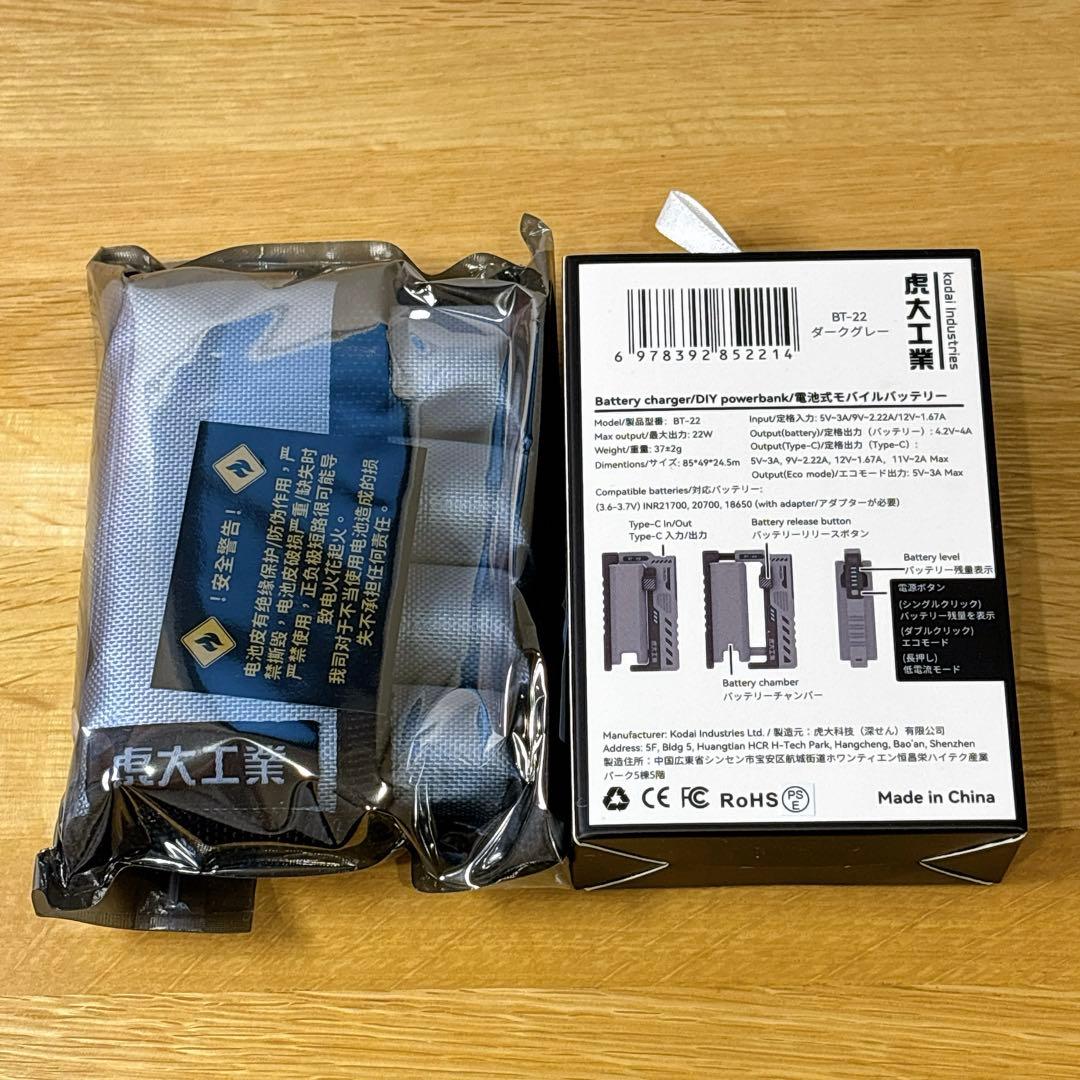 ！安全警告！
电池皮有绝缘保护/防伪作用，严
禁撕毁，电池皮破损严重/缺失时
严禁使用，正负极短路很可能导
致电火花起火。
我司对于不当使用电池造成的损
失不承担任何责任。
虎大工業
6 978392 852214
BT-22
ダークグレー
虎大工業
kodai Industries
Battery charger/DIY powerbank/電池式モバイルバッテリー
Model/製品型番: BT-22
Max output/最大出力: 22W
Weight/重量: 37±2g
Dimentions/サイズ: 85*49*24.5m
Input/定格入力: 5V⎓3A/9V⎓2.22A/12V⎓1.67A
Output(battery)/定格出力（バッテリー）: 4.2V⎓4A
Output(Type-C)/定格出力（Type-C）:
5V⎓3A, 9V⎓2.22A, 12V⎓1.67A, 11V⎓2A Max
Output(Eco mode)/エコモード出力: 5V⎓3A Max
Compatible batteries/対応バッテリー:
(3.6-3.7V) INR21700, 20700, 18650 (with adapter/アダプターが必要)
Type-C In/Out
Type-C 入力/出力
Battery release button
バッテリーリリースボタン
Battery level
バッテリー残量表示
電源ボタン
(シングルクリック)
バッテリー残量を表示
(ダブルクリック)
エコモード
(長押し)
低電流モード
BT-22
虎大工業
Battery chamber
バッテリーチャンバー
Manufacturer: Kodai Industries Ltd. / 製造元：虎大科技（深せん）有限公司
Address: 5F, Bldg 5, Huangtian HCR H-Tech Park, Hangcheng, Bao'an, Shenzhen
製造住所：中国広東省シンセン市宝安区航城街道ホワンティエン恒昌栄ハイテク産業
パーク5棟5階
CE FC RoHS PSE
Made in China